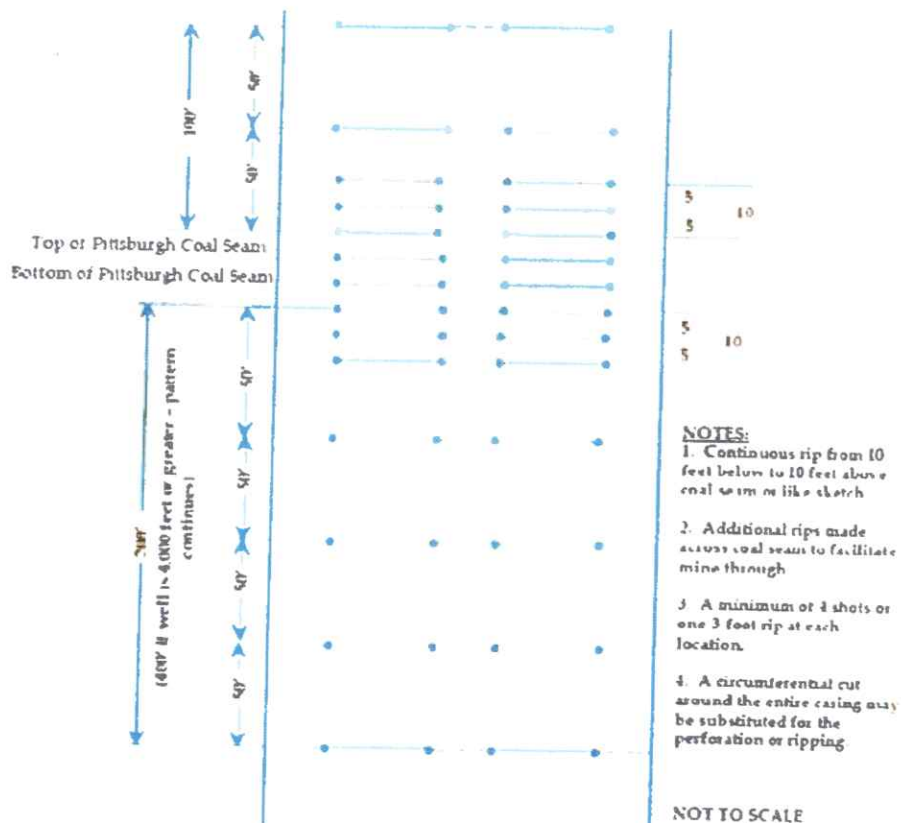 100'
50'
50'
Top of Pittsburgh Coal Seam
Bottom of Pittsburgh Coal Seam
5
5
10
5
5
10
200'
(400' if well is 4,000 feet or greater – pattern
continues)
50'
50'
50'
50'
NOTES:
1. Continuous rip from 10
feet below to 10 feet above
coal seam or like sketch
2. Additional rips made
across coal seam to facilitate
mine through
3. A minimum of 4 shots or
one 3 foot rip at each
location.
4. A circumferential cut
around the entire casing may
be substituted for the
perforation or ripping
NOT TO SCALE